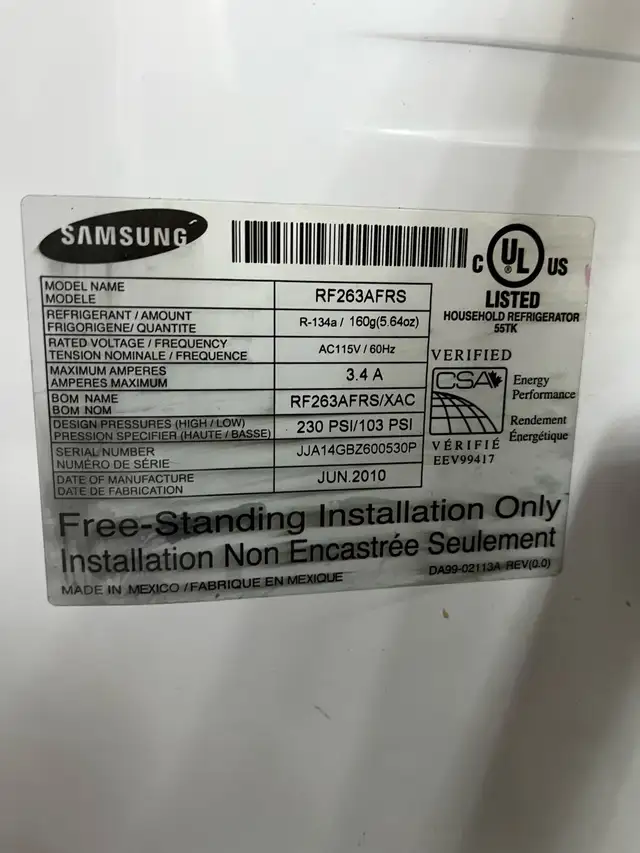 SAMSUNG
C UL ® US
LISTED
HOUSEHOLD REFRIGERATOR
55TK
MODEL NAME
MODELE
RF263AFRS
REFRIGERANT / AMOUNT
FRIGORIGENE/ QUANTITE
R-134a / 160g(5.64oz)
RATED VOLTAGE / FREQUENCY
TENSION NOMINALE / FREQUENCE
AC115V / 60Hz
MAXIMUM AMPERES
AMPERES MAXIMUM
3.4 A
BOM NAME
BOM NOM
RF263AFRS/XAC
DESIGN PRESSURES (HIGH / LOW)
PRESSION SPECIFIER (HAUTE / BASSE)
230 PSI/103 PSI
SERIAL NUMBER
NUMÉRO DE SÉRIE
JJA14GBZ600530P
DATE OF MANUFACTURE
DATE DE FABRICATION
JUN.2010
VERIFIED
CSA
Energy
Performance
Rendement
Énergétique
VÉRIFIÉ
EEV99417
Free-Standing Installation Only
Installation Non Encastrée Seulement
MADE IN MEXICO / FABRIQUE EN MEXIQUE
DA99-02113A REV(0.0)